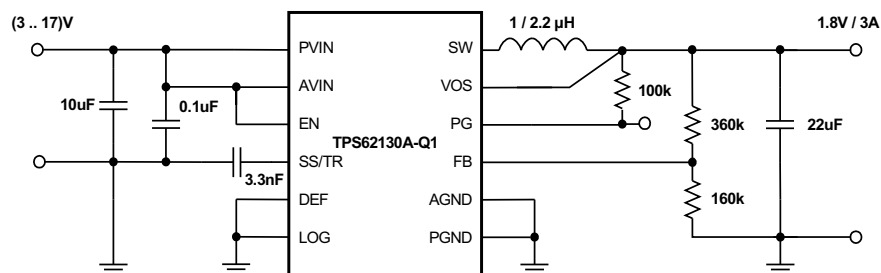 (3 .. 17)V
1 / 2.2 µH
1.8V / 3A
PVIN
SW
AVIN
VOS
10uF
0.1uF
100k
EN
PG
TPS62130A-Q1
360k
22uF
SS/TR
FB
3.3nF
DEF
AGND
160k
LOG
PGND